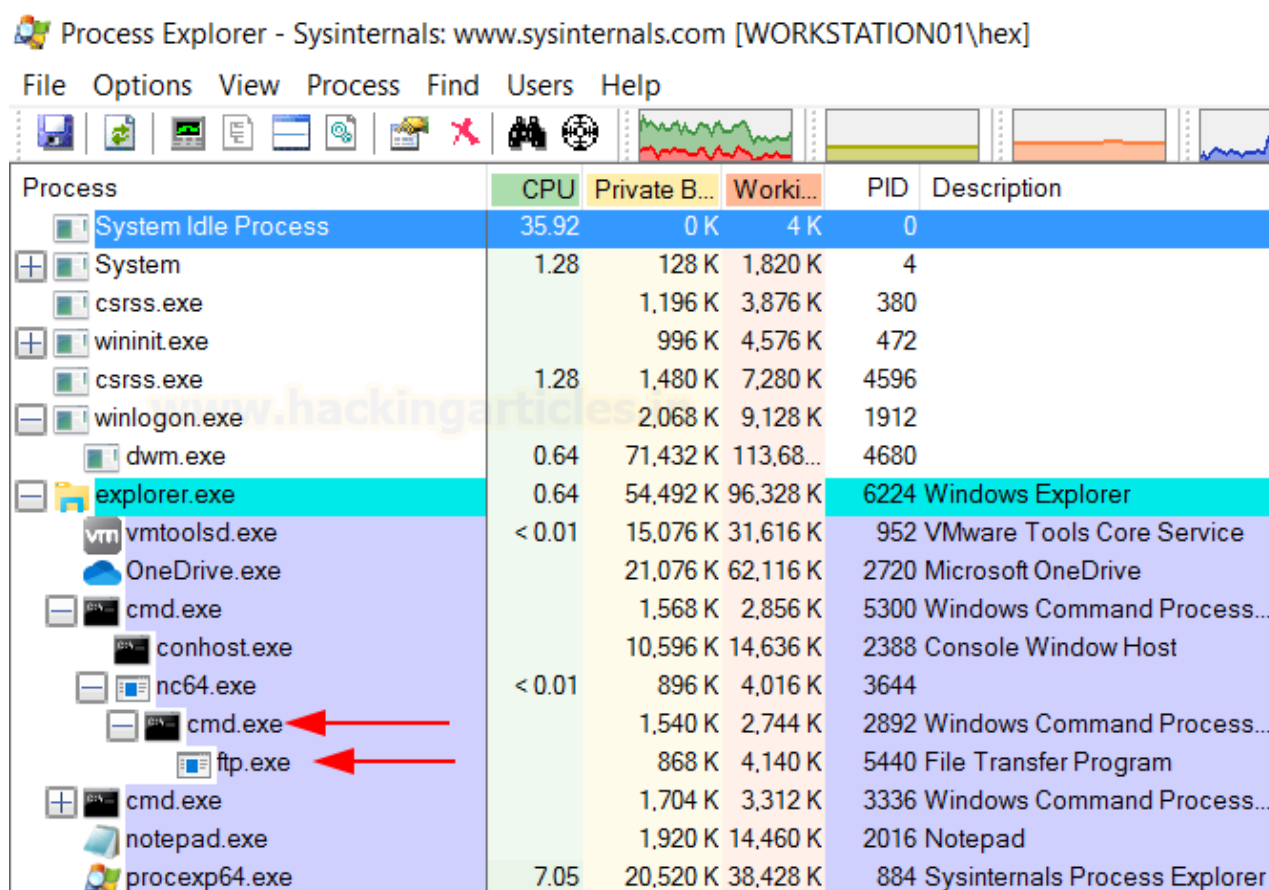 Process Explorer - Sysinternals: www.sysinternals.com [WORKSTATION01\hex]
File Options View Process Find Users Help
Process CPU Private B... Worki... PID Description
System Idle Process 35.92 0 K 4 K 0
System 1.28 128 K 1,820 K 4
csrss.exe 1,196 K 3,876 K 380
wininit.exe 996 K 4,576 K 472
csrss.exe 1.28 1,480 K 7,280 K 4596
www.hackingarticles.in
winlogon.exe 2,068 K 9,128 K 1912
dwm.exe 0.64 71,432 K 113,68... 4680
explorer.exe 0.64 54,492 K 96,328 K 6224 Windows Explorer
vm vmtoolsd.exe < 0.01 15,076 K 31,616 K 952 VMware Tools Core Service
OneDrive.exe 21,076 K 62,116 K 2720 Microsoft OneDrive
cmd.exe 1,568 K 2,856 K 5300 Windows Command Process...
conhost.exe 10,596 K 14,636 K 2388 Console Window Host
nc64.exe < 0.01 896 K 4,016 K 3644
cmd.exe 1,540 K 2,744 K 2892 Windows Command Process...
ftp.exe 868 K 4,140 K 5440 File Transfer Program
cmd.exe 1,704 K 3,312 K 3336 Windows Command Process...
notepad.exe 1,920 K 14,460 K 2016 Notepad
procexp64.exe 7.05 20,520 K 38,428 K 884 Sysinternals Process Explorer